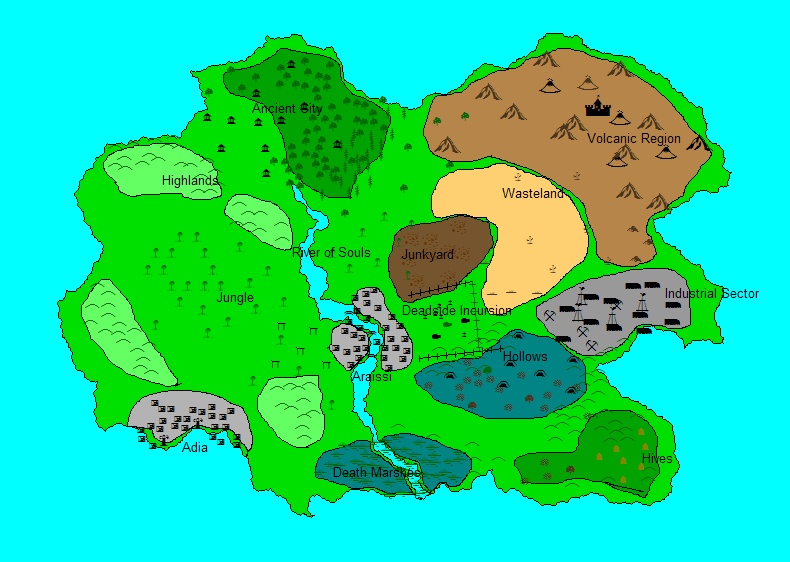 Ancient City
Volcanic Region
Highlands
Wasteland
River of Souls
Junkyard
Jungle
Industrial Sector
Deadside Incursion
Hollows
Araissi
Adia
Hives
Death Marshes